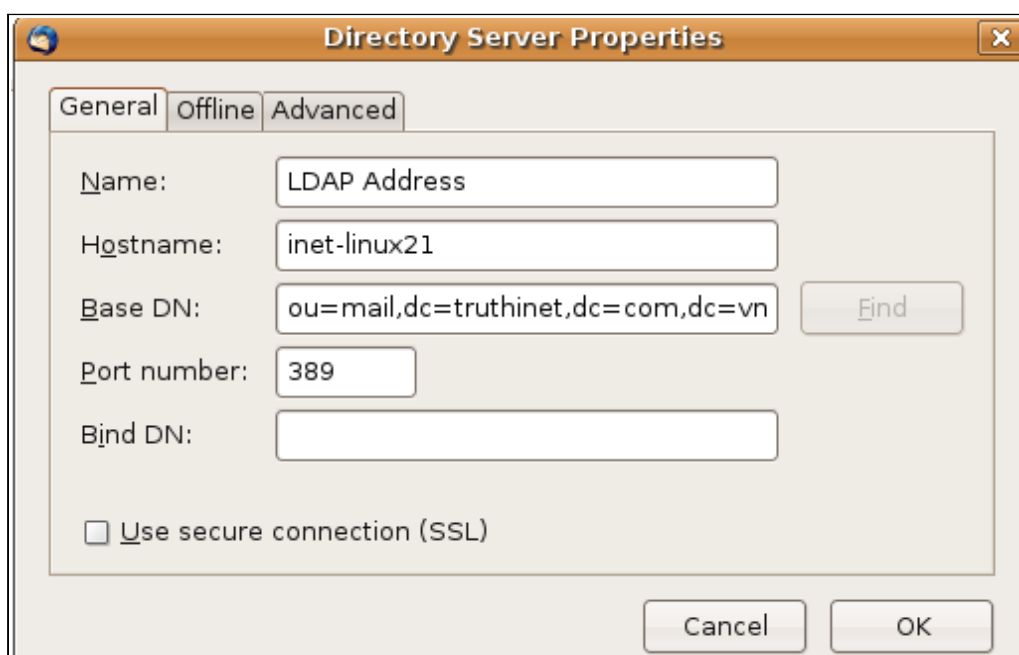 Directory Server Properties
General Offline Advanced
Name: LDAP Address
Hostname: inet-linux21
Base DN: ou=mail,dc=truthinet,dc=com,dc=vn Find
Port number: 389
Bind DN:
Use secure connection (SSL)
Cancel OK